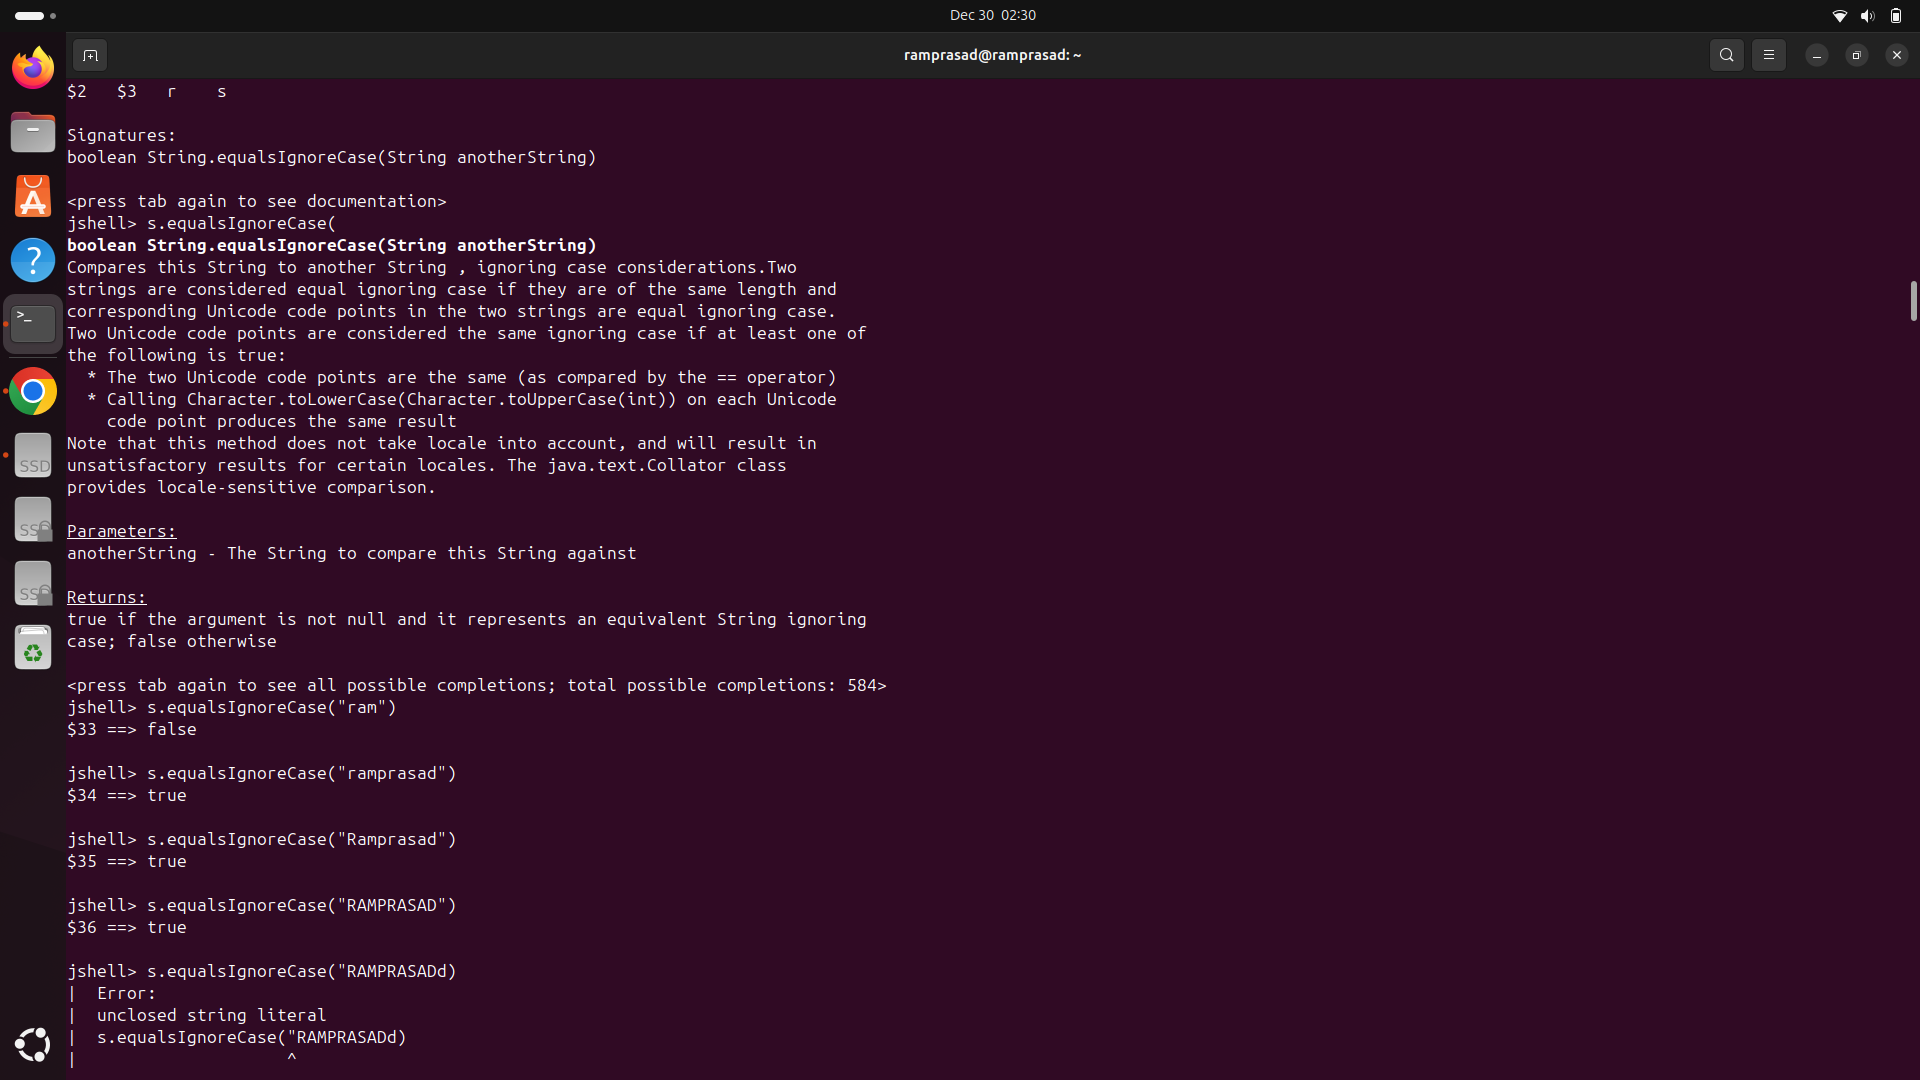 Dec 30 02:30
ramprasad@ramprasad: ~
$2   $3   r    s
Signatures:
boolean String.equalsIgnoreCase(String anotherString)
<press tab again to see documentation>
jshell> s.equalsIgnoreCase(
boolean String.equalsIgnoreCase(String anotherString)
Compares this String to another String , ignoring case considerations.Two
strings are considered equal ignoring case if they are of the same length and
corresponding Unicode code points in the two strings are equal ignoring case.
Two Unicode code points are considered the same ignoring case if at least one of
the following is true:
  * The two Unicode code points are the same (as compared by the == operator)
  * Calling Character.toLowerCase(Character.toUpperCase(int)) on each Unicode
    code point produces the same result
Note that this method does not take locale into account, and will result in
unsatisfactory results for certain locales. The java.text.Collator class
provides locale-sensitive comparison.
Parameters:
anotherString - The String to compare this String against
Returns:
true if the argument is not null and it represents an equivalent String ignoring
case; false otherwise
<press tab again to see all possible completions; total possible completions: 584>
jshell> s.equalsIgnoreCase("ram")
$33 ==> false
jshell> s.equalsIgnoreCase("ramprasad")
$34 ==> true
jshell> s.equalsIgnoreCase("Ramprasad")
$35 ==> true
jshell> s.equalsIgnoreCase("RAMPRASAD")
$36 ==> true
jshell> s.equalsIgnoreCase("RAMPRASADd)
|  Error:
|  unclosed string literal
|  s.equalsIgnoreCase("RAMPRASADd)
|                     ^
SSD
SSD
SSD